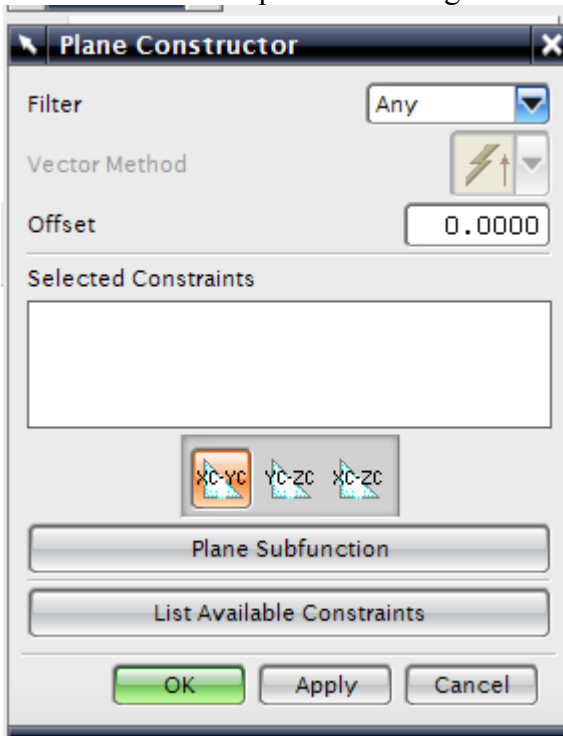 Plane Constructor
Filter Any
Vector Method
Offset 0.0000
Selected Constraints
XC-YC YC-ZC XC-ZC
Plane Subfunction
List Available Constraints
OK Apply Cancel